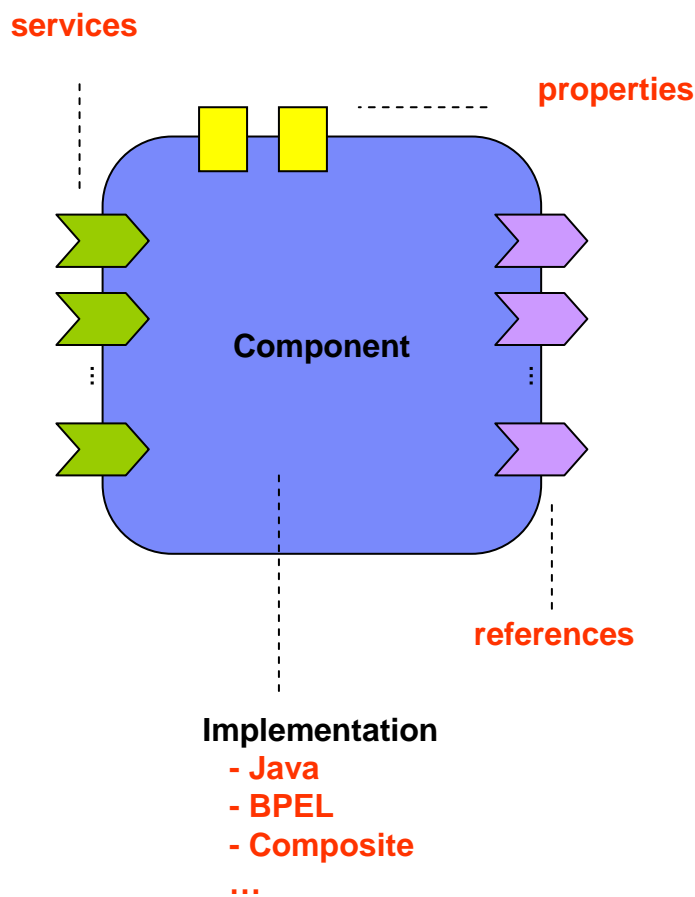 services
properties
Component
...
...
references
Implementation
- Java
- BPEL
- Composite
...